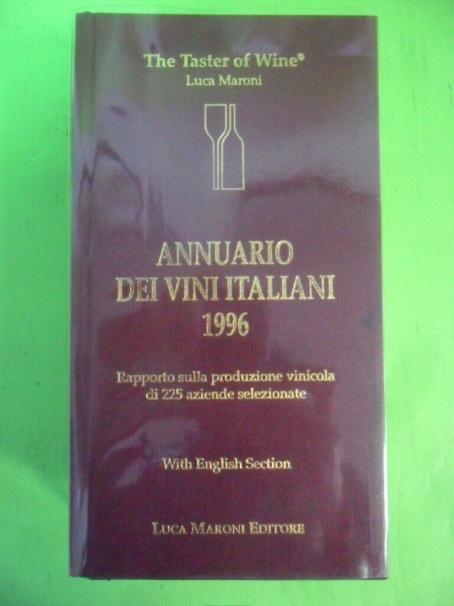 The Taster of Wine®
Luca Maroni
ANNUARIO
DEI VINI ITALIANI
1996
Rapporto sulla produzione vinicola
di 225 aziende selezionate
With English Section
LUCA MARONI EDITORE